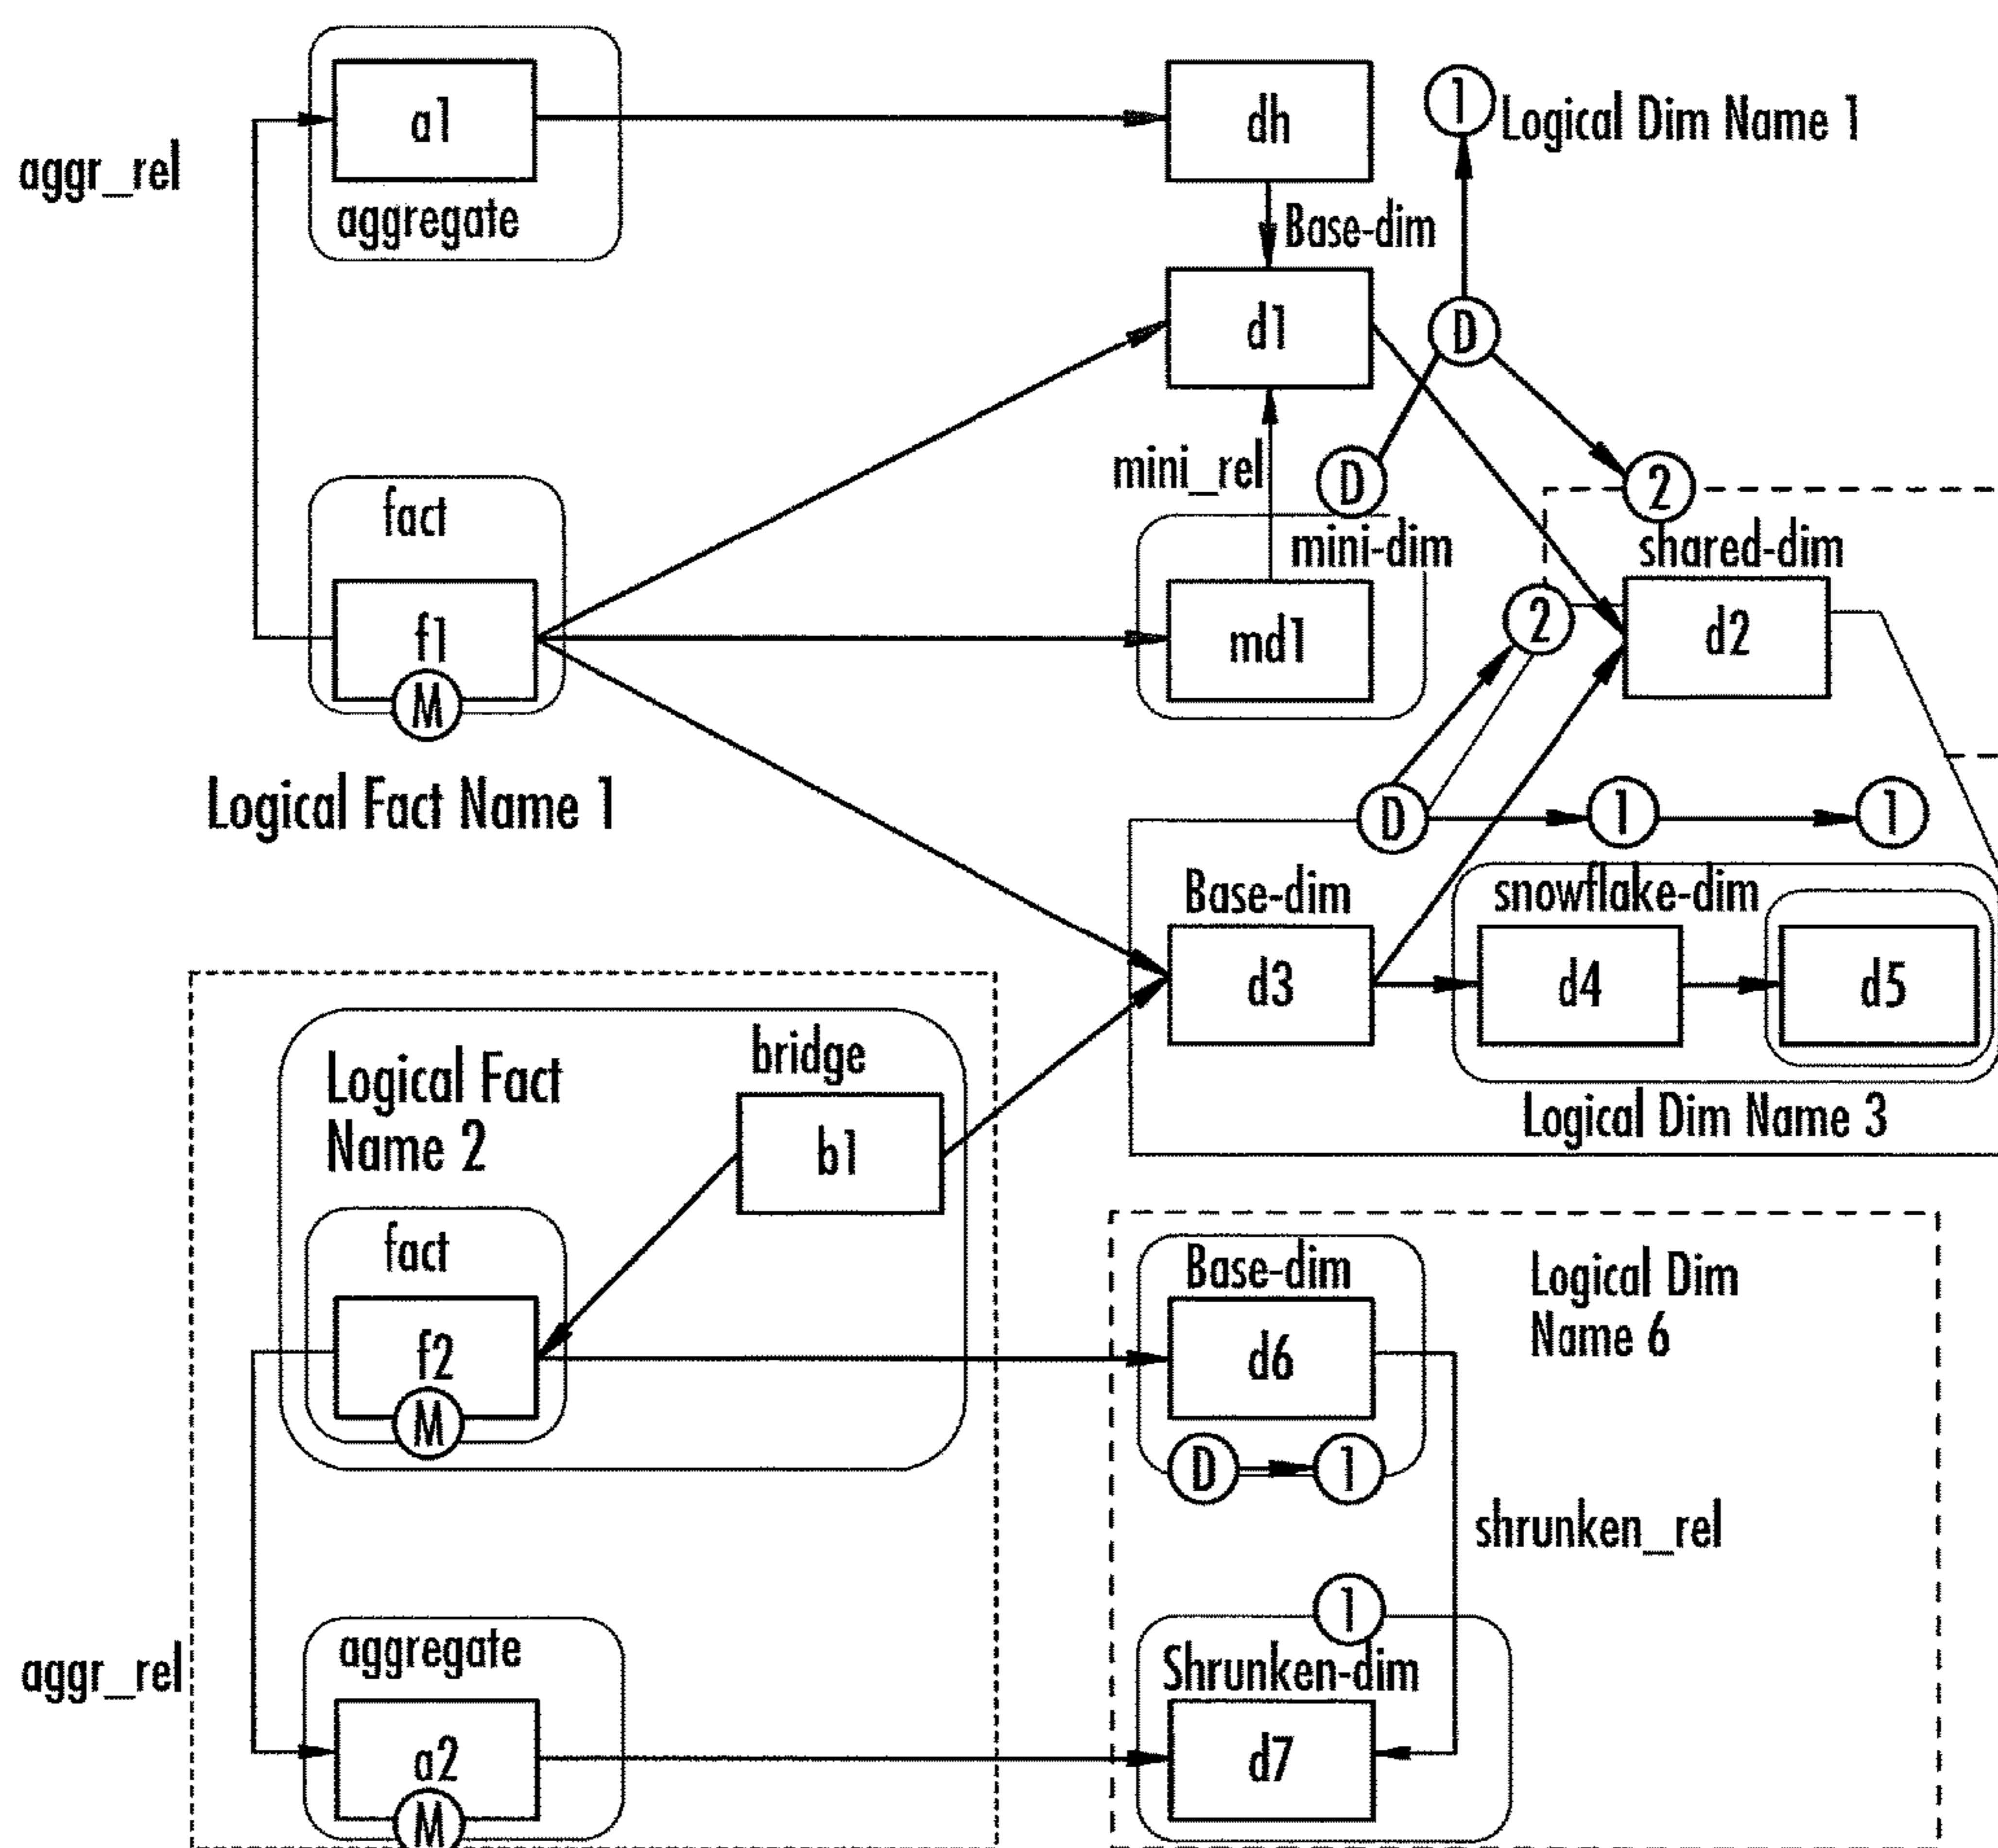 a1
dh
1
Logical Dim Name 1
aggr_rel
aggregate
Base-dim
d1
D
mini_rel
D
2
fact
mini-dim
shared-dim
f1
md1
2
d2
M
Logical Fact Name 1
D
1
1
Base-dim
snowflake-dim
d3
d4
d5
bridge
Logical Fact
Name 2
b1
Logical Dim Name 3
fact
Base-dim
Logical Dim
Name 6
f2
d6
M
D
1
shrunken_rel
1
aggr_rel
aggregate
Shrunken-dim
a2
d7
M